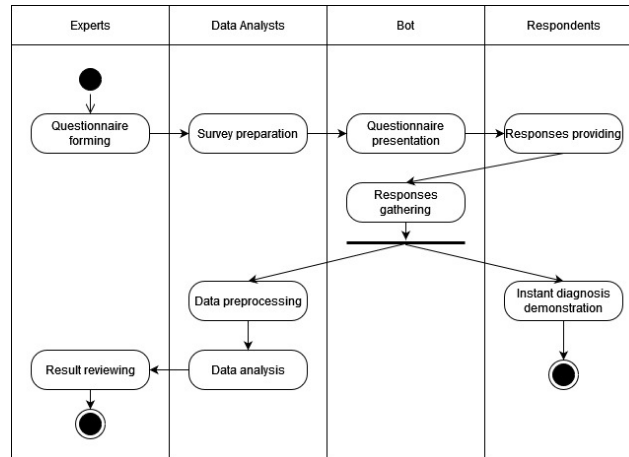 Experts
Data Analysts
Bot
Respondents
Questionnaire
forming
Survey preparation
Questionnaire
presentation
Responses providing
Responses
gathering
Data preprocessing
Instant diagnosis
demonstration
Result reviewing
Data analysis